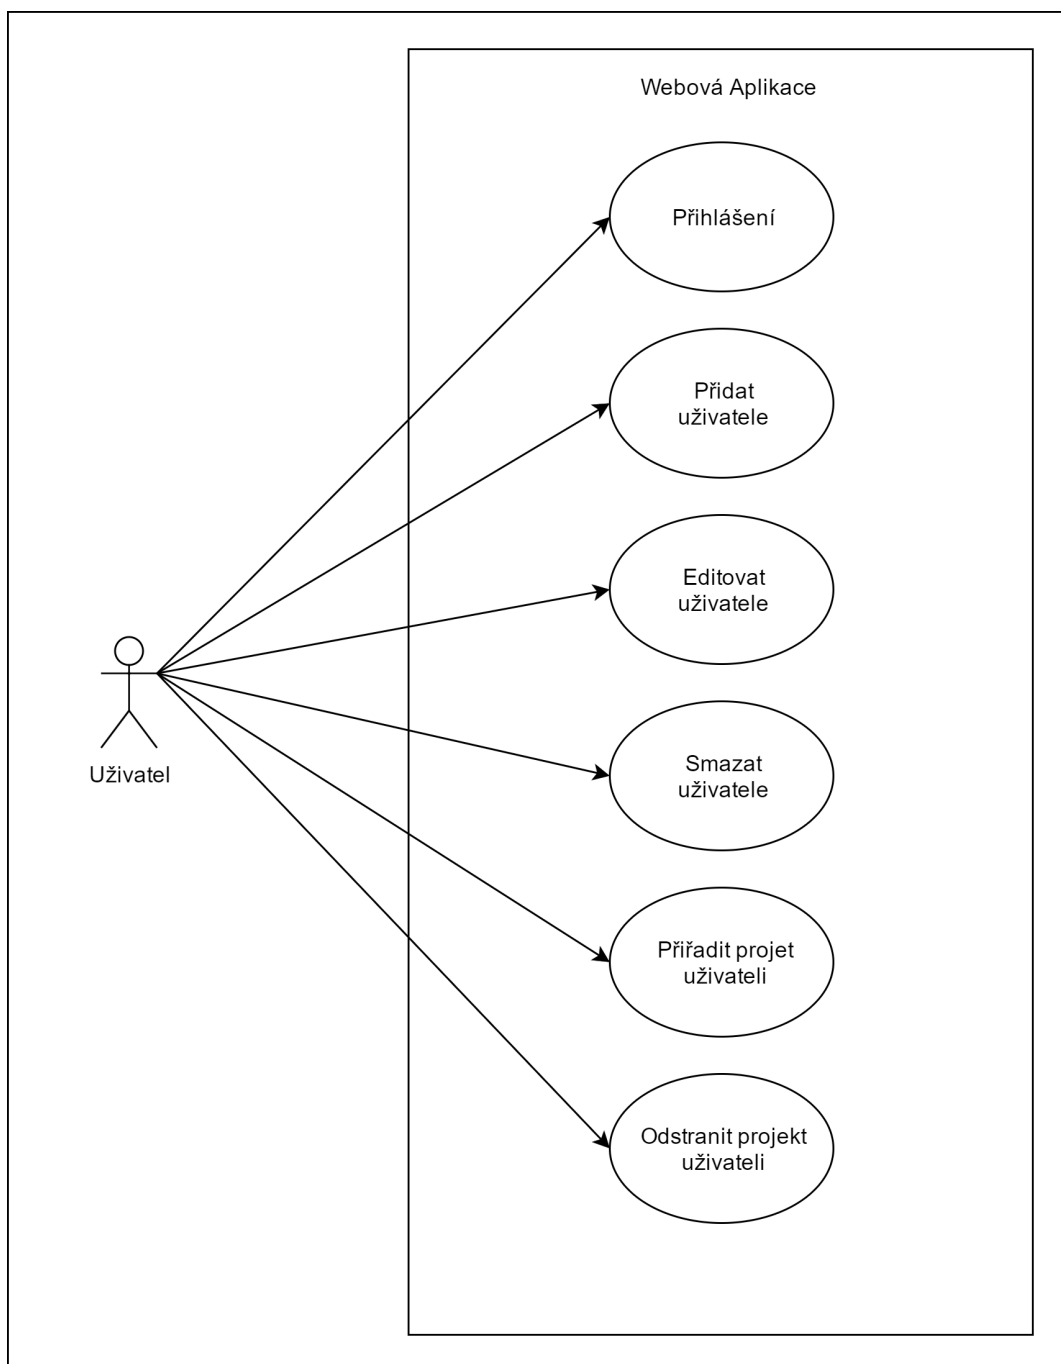 Webová Aplikace
Přihlášení
Přidat
uživatele
Editovat
uživatele
Uživatel
Smazat
uživatele
Přiřadit projet
uživateli
Odstranit projekt
uživateli